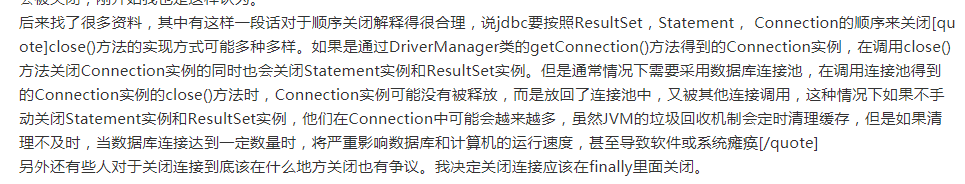 会被关闭，刚开始我也是这样认为。
后来找了很多资料，其中有这样一段话对于顺序关闭解释得很合理，说jdbc要按照ResultSet，Statement， Connection的顺序来关闭[qu
ote]close()方法的实现方式可能多种多样。如果是通过DriverManager类的getConnection()方法得到的Connection实例，在调用close()
方法关闭Connection实例的同时也会关闭Statement实例和ResultSet实例。但是通常情况下需要采用数据库连接池，在调用连接池得到
的Connection实例的close()方法时，Connection实例可能没有被释放，而是放回了连接池中，又被其他连接调用，这种情况下如果不手
动关闭Statement实例和ResultSet实例，他们在Connection中可能会越来越多，虽然JVM的垃圾回收机制会定时清理缓存，但是如果清
理不及时，当数据库连接达到一定数量时，将严重影响数据库和计算机的运行速度，甚至导致软件或系统瘫痪[/quote]
另外还有些人对于关闭连接到底该在什么地方关闭也有争议。我决定关闭连接应该在finally里面关闭。